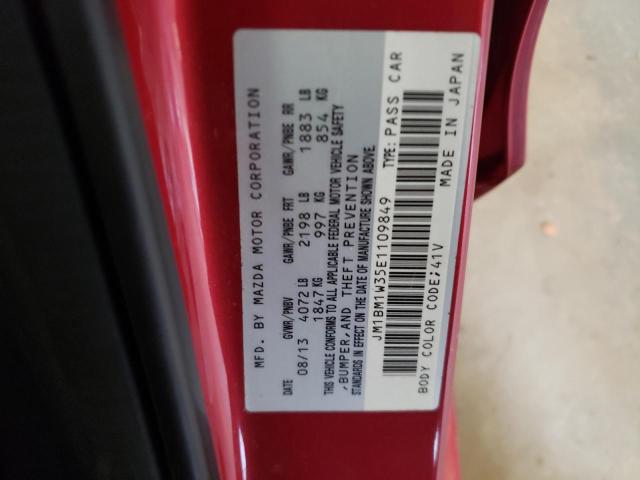 MFD. BY MAZDA MOTOR CORPORATION
DATE GVWR/PNBV GAWR/PNBE FRT GAWR/PNBE RR
08/13 4072 LB 2198 LB 1883 LB
1847 KG 997 KG 854 KG
THIS VEHICLE CONFORMS TO ALL APPLICABLE FEDERAL MOTOR VEHICLE SAFETY
,BUMPER,AND THEFT PREVENTION
STANDARDS IN EFFECT ON THE DATE OF MANUFACTURE SHOWN ABOVE.
JM1BM1W35E1109849 TYPE: PASS CAR
BODY COLOR CODE:41V MADE IN JAPAN